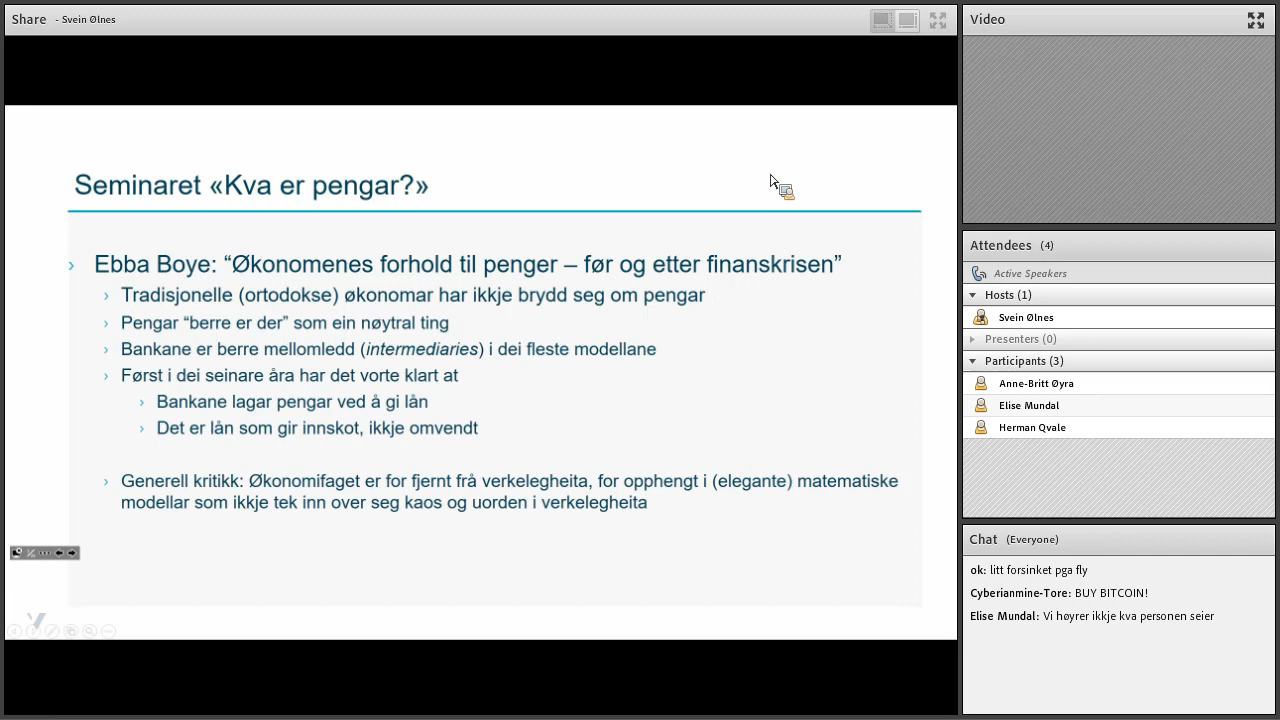 Share - Svein Ølnes
Seminaret «Kva er pengar?»
› Ebba Boye: “Økonomenes forhold til penger – før og etter finanskrisen”
› Tradisjonelle (ortodokse) økonomar har ikkje brydd seg om pengar
› Pengar “berre er der” som ein nøytral ting
› Bankane er berre mellomledd (intermediaries) i dei fleste modellane
› Først i dei seinare åra har det vorte klart at
› Bankane lagar pengar ved å gi lån
› Det er lån som gir innskot, ikkje omvendt
› Generell kritikk: Økonomifaget er for fjernt frå verkelegheita, for opphengt i (elegante) matematiske
modellar som ikkje tek inn over seg kaos og uorden i verkelegheita
Video
Attendees (4)
Active Speakers
Hosts (1)
Svein Ølnes
Presenters (0)
Participants (3)
Anne-Britt Øyra
Elise Mundal
Herman Qvale
Chat (Everyone)
ok: litt forsinket pga fly
Cyberianmine-Tore: BUY BITCOIN!
Elise Mundal: Vi høyrer ikkje kva personen seier